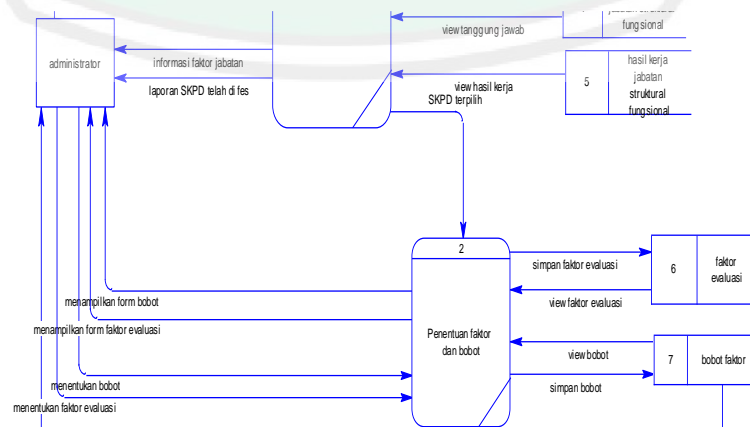 fungsional
view tanggung jawab
administrator
informasi faktor jabatan
laporan SKPD telah di fes
view hasil kerja
5
hasil kerja
jabatan
struktural
fungsional
SKPD terpilih
2
Penentuan faktor
dan bobot
simpan faktor evaluasi
view faktor evaluasi
6
faktor
evaluasi
view bobot
simpan bobot
7
bobot faktor
menampilkan form bobot
menampilkan form faktor evaluasi
menentukan bobot
menentukan faktor evaluasi